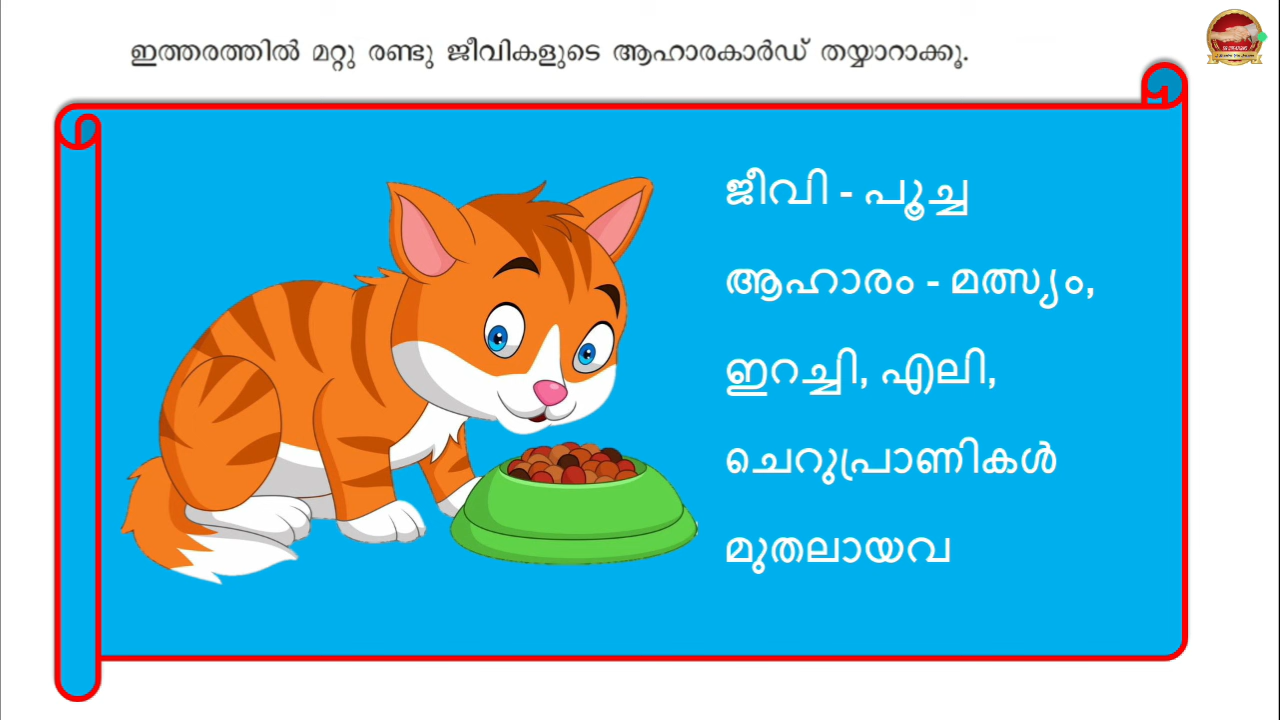 ഇത്തരത്തിൽ മറ്റു രണ്ടു ജീവികളുടെ ആഹാരകാർഡ് തയ്യാറാക്കൂ.
ജീവി - പൂച്ച
ആഹാരം - മത്സ്യം,
ഇറച്ചി, എലി,
ചെറുപ്രാണികൾ
മുതലായവ